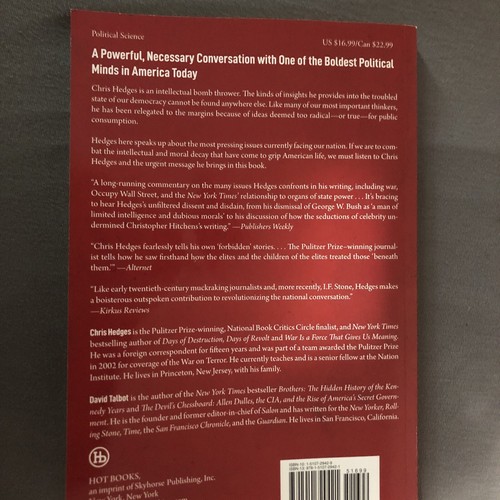 Political Science
US $16.99/Can $22.99
A Powerful, Necessary Conversation with One of the Boldest Political
Minds in America Today
Chris Hedges is an intellectual bomb thrower. The kinds of insights he provides into the troubled
state of our democracy cannot be found anywhere else. Like many of our most important thinkers,
he has been relegated to the margins because of ideas deemed too radical—or true—for public
consumption.
Hedges here speaks up about the most pressing issues currently facing our nation. If we are to com-
bat the intellectual and moral decay that have come to grip American life, we must listen to Chris
Hedges and the urgent message he brings in this book.
"A long-running commentary on the many issues Hedges confronts in his writing, including war,
Occupy Wall Street, and the New York Times' relationship to organs of state power . . . It's bracing
to hear Hedges's unfiltered dissent and disdain, from his dismissal of George W. Bush as 'a man of
limited intelligence and dubious morals' to his discussion of how the seductions of celebrity un-
dermined Christopher Hitchens's writing." —Publishers Weekly
"Chris Hedges fearlessly tells his own 'forbidden' stories. . . . The Pulitzer Prize–winning journal-
ist tells how he saw firsthand how the elites and the children of the elites treated those 'beneath
them.'" —Alternet
"Like early twentieth-century muckraking journalists and, more recently, I.F. Stone, Hedges makes
a boisterous outspoken contribution to revolutionizing the national conversation."
—Kirkus Reviews
Chris Hedges is the Pulitzer Prize-winning, National Book Critics Circle finalist, and New York Times
bestselling author of Days of Destruction, Days of Revolt and War Is a Force That Gives Us Meaning.
He was a foreign correspondent for fifteen years and was part of a team awarded the Pulitzer Prize
in 2002 for coverage of the War on Terror. He currently teaches and is a senior fellow at the Nation
Institute. He lives in Princeton, New Jersey, with his family.
David Talbot is the author of the New York Times bestseller Brothers: The Hidden History of the Ken-
nedy Years and The Devil's Chessboard: Allen Dulles, the CIA, and the Rise of America's Secret Govern-
ment. He is the founder and former editor-in-chief of Salon and has written for the New Yorker, Roll-
ing Stone, Time, the San Francisco Chronicle, and the Guardian. He lives in San Francisco, California.
Hb
HOT BOOKS,
an imprint of Skyhorse Publishing, Inc.
New York, New York
51699